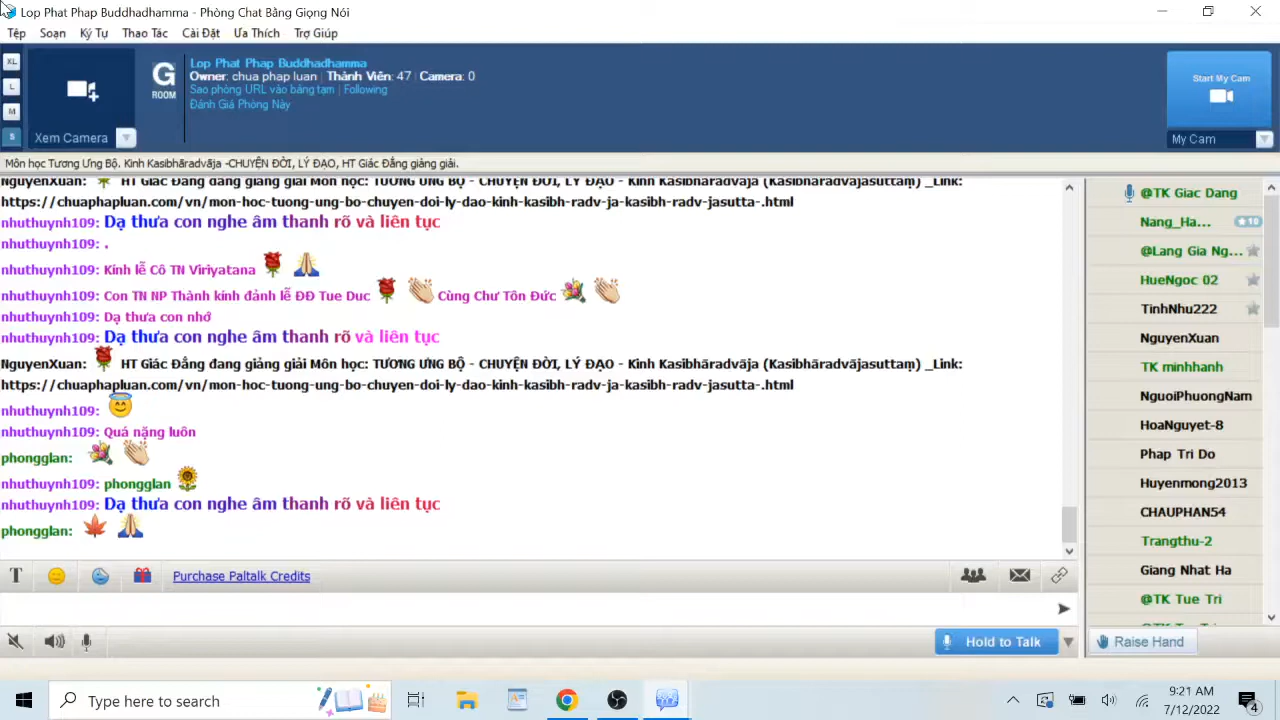 Lop Phat Phap Buddhadhamma - Phòng Chat Bằng Giọng Nói
Tệp Soạn Ký Tự Thao Tác Cài Đặt Ưa Thích Trợ Giúp
XL
L
M
S
Xem Camera
G
ROOM
Lop Phat Phap Buddhadhamma
Owner: chua phap luan | Thành Viên: 47 | Camera: 0
Sao phòng URL vào bảng tạm | Following
Đánh Giá Phòng Này
Start My Cam
My Cam
Môn học Tương Ưng Bộ. Kinh Kasibhāradvāja -CHUYỆN ĐỜI, LÝ ĐẠO, HT Giác Đẳng giảng giải.
NguyenXuan: HT Giác Đẳng đang giảng giải Môn học: TƯƠNG ƯNG BỘ - CHUYỆN ĐỜI, LÝ ĐẠO - Kinh Kasibhāradvāja (Kasibhāradvājasuttaṃ) _Link:
https://chuaphapluan.com/vn/mon-hoc-tuong-ung-bo-chuyen-doi-ly-dao-kinh-kasibh-radv-ja-kasibh-radv-jasutta-.html
nhuthuynh109: Dạ thưa con nghe âm thanh rõ và liên tục
nhuthuynh109: .
nhuthuynh109: Kính lễ Cô TN Viriyatana
nhuthuynh109: Con TN NP Thành kính đảnh lễ ĐĐ Tue Duc Cùng Chư Tôn Đức
nhuthuynh109: Dạ thưa con nhớ
nhuthuynh109: Dạ thưa con nghe âm thanh rõ và liên tục
NguyenXuan: HT Giác Đẳng đang giảng giải Môn học: TƯƠNG ƯNG BỘ - CHUYỆN ĐỜI, LÝ ĐẠO - Kinh Kasibhāradvāja (Kasibhāradvājasuttaṃ) _Link:
https://chuaphapluan.com/vn/mon-hoc-tuong-ung-bo-chuyen-doi-ly-dao-kinh-kasibh-radv-ja-kasibh-radv-jasutta-.html
nhuthuynh109:
nhuthuynh109: Quá nặng luôn
phongglan:
nhuthuynh109: phongglan
nhuthuynh109: Dạ thưa con nghe âm thanh rõ và liên tục
phongglan:
@TK Giac Dang
Nang_Ha... 10
@Lang Gia Ng...
HueNgoc 02
TinhNhu222
NguyenXuan
TK minhhanh
NguoiPhuongNam
HoaNguyet-8
Phap Tri Do
Huyenmong2013
CHAUPHAN54
Trangthu-2
Giang Nhat Ha
@TK Tue Tri
T Purchase Paltalk Credits
Hold to Talk
Raise Hand
Type here to search
9:21 AM
7/12/2022
4